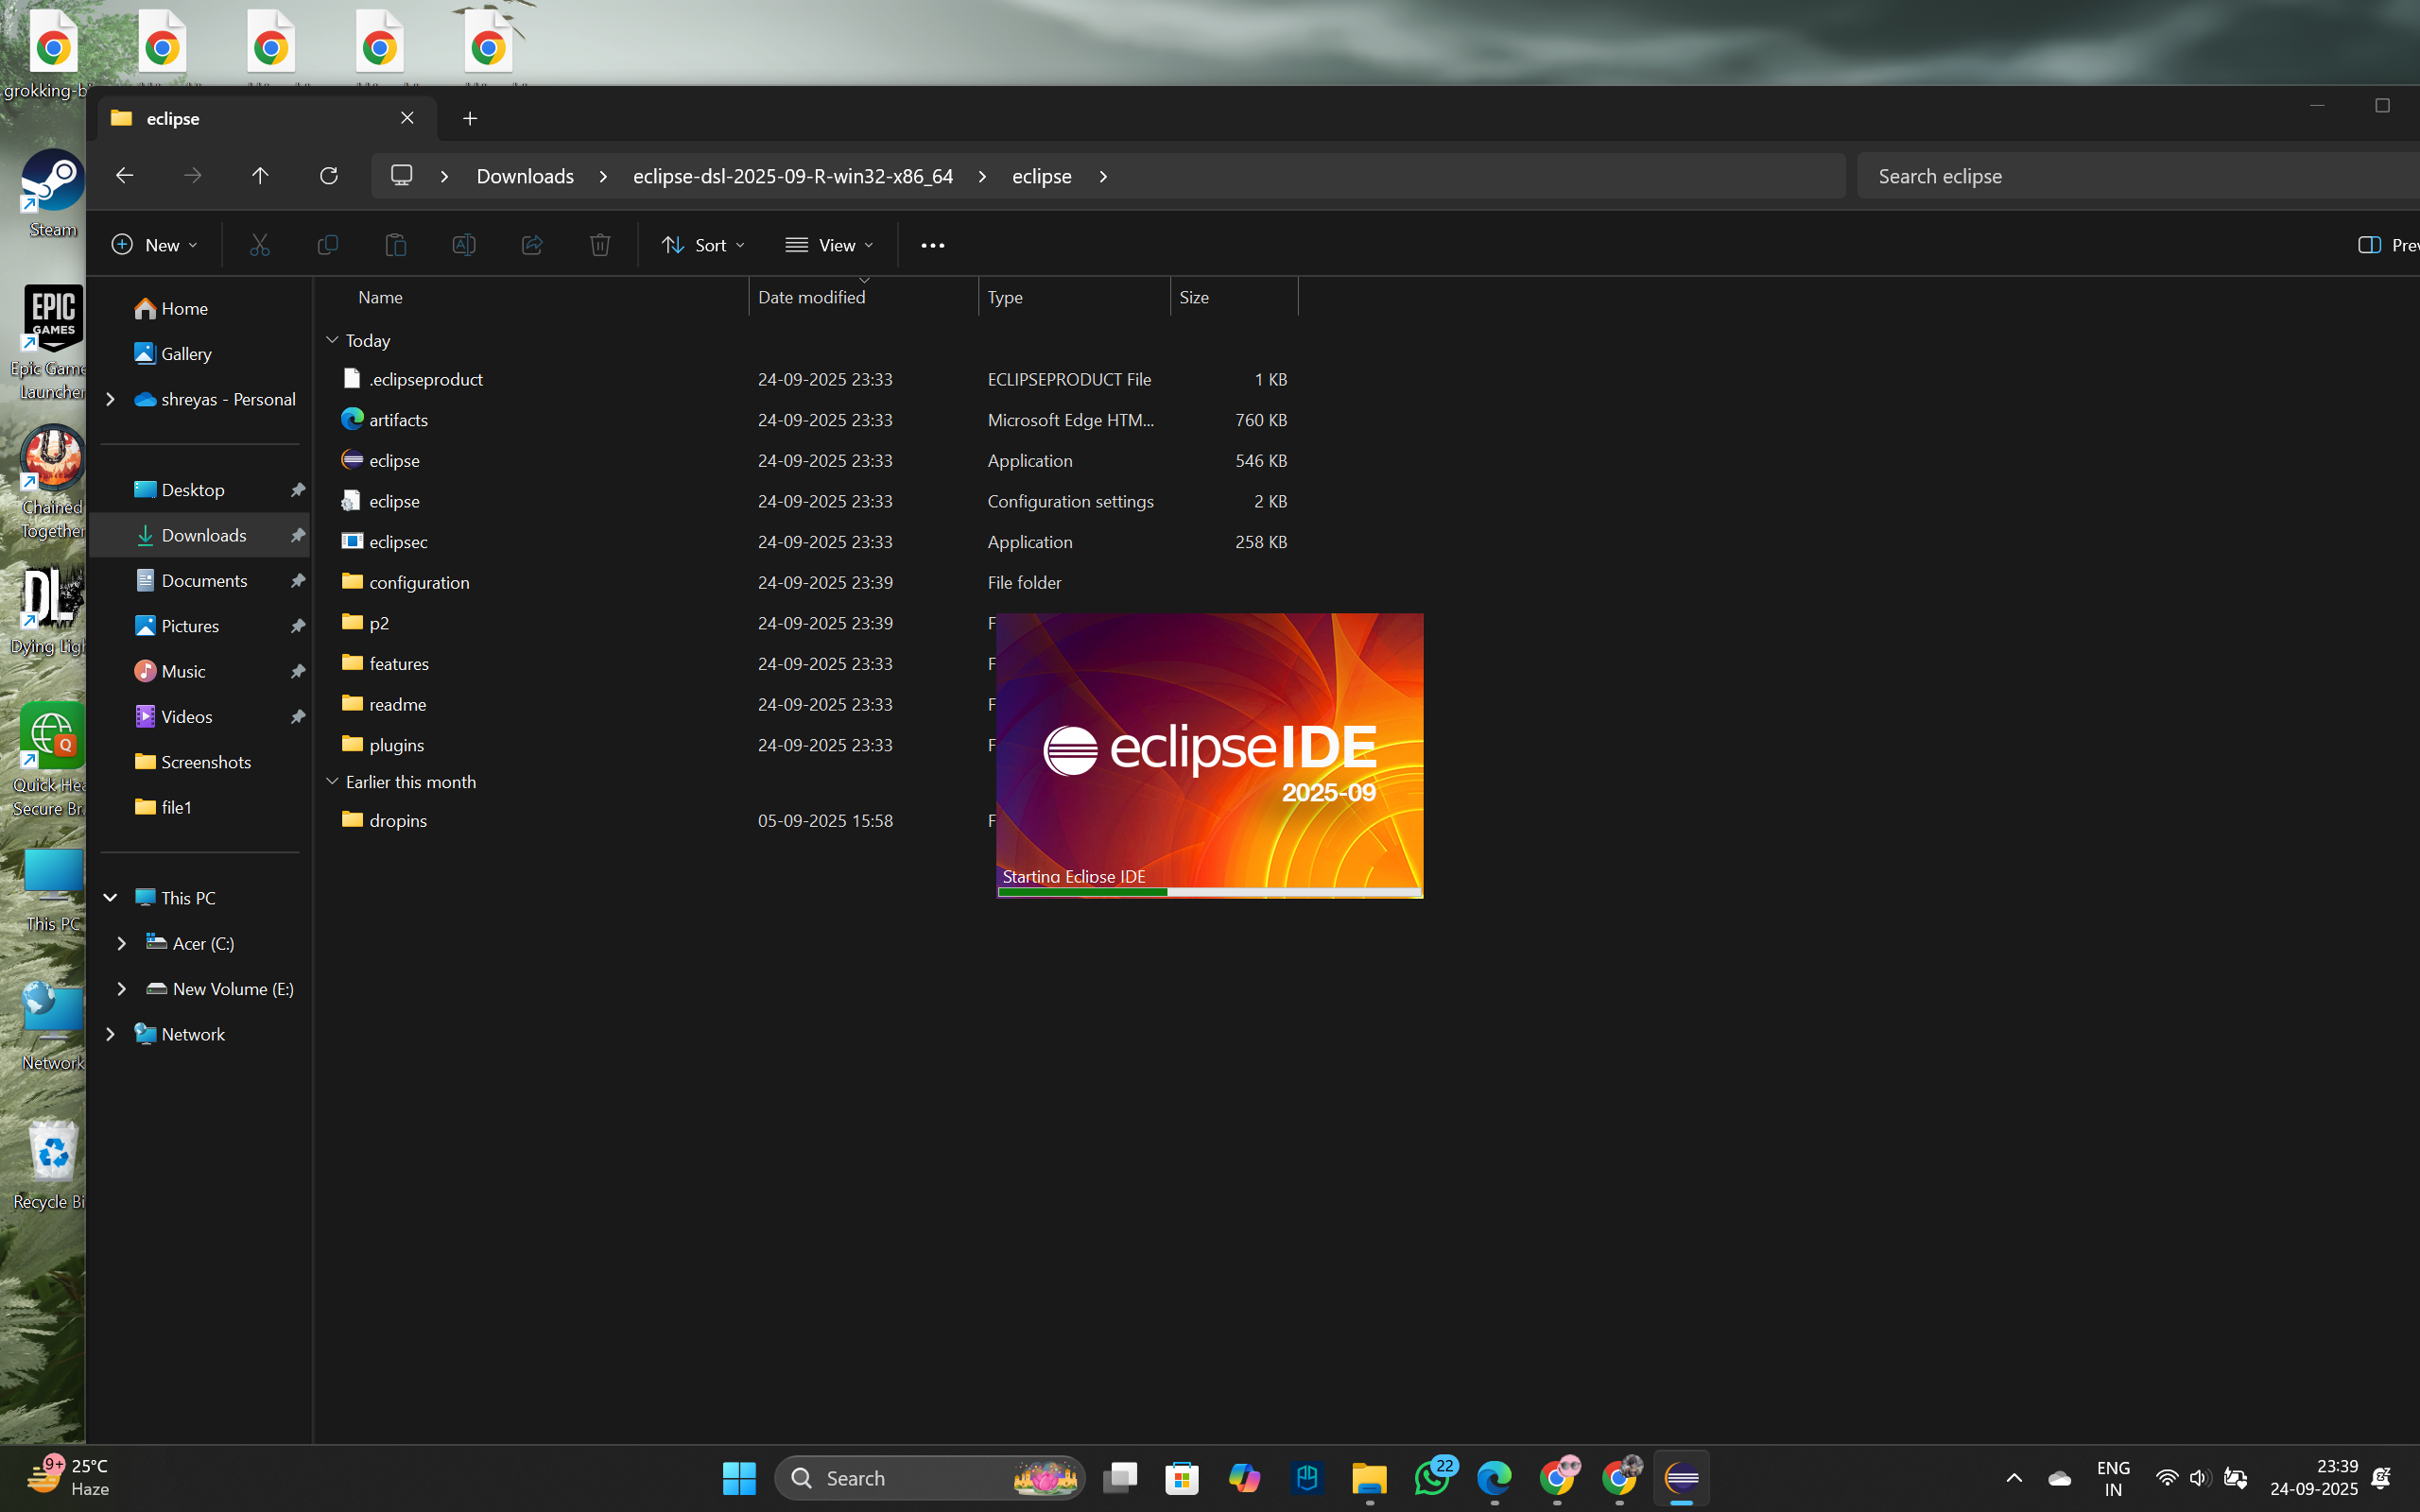 grokking-b
eclipse
Downloads eclipse-dsl-2025-09-R-win32-x86_64 eclipse
Search eclipse
New Sort View
Name Date modified Type Size
Today
.eclipseproduct 24-09-2025 23:33 ECLIPSEPRODUCT File 1 KB
artifacts 24-09-2025 23:33 Microsoft Edge HTM... 760 KB
eclipse 24-09-2025 23:33 Application 546 KB
eclipse 24-09-2025 23:33 Configuration settings 2 KB
eclipsec 24-09-2025 23:33 Application 258 KB
configuration 24-09-2025 23:39 File folder
p2 24-09-2025 23:39 F
features 24-09-2025 23:33 F
readme 24-09-2025 23:33 F
plugins 24-09-2025 23:33 F
Earlier this month
dropins 05-09-2025 15:58 F
eclipse IDE
2025-09
Starting Eclipse IDE
Home
Gallery
shreyas - Personal
Desktop
Downloads
Documents
Pictures
Music
Videos
Screenshots
file1
This PC
Acer (C:)
New Volume (E:)
Network
Steam
EPIC
GAMES
Epic Game
Launcher
Chained
Together
DL
Dying Ligh
Q
Quick Hea
Secure Br...
This PC
Network
Recycle Bi
9+
25°C
Haze
Search
22
ENG
IN
23:39
24-09-2025